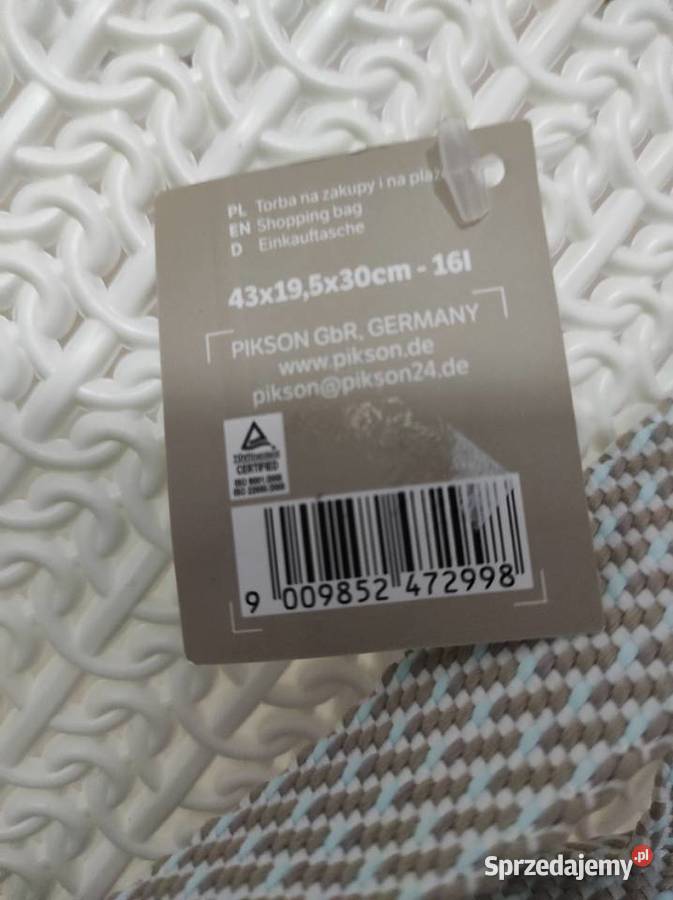 PL Torba na zakupy i na plażę
EN Shopping bag
D Einkauftasche
43x19,5x30cm - 16l
PIKSON GbR, GERMANY
www.pikson.de
pikson@pikson24.de
CERTIFIED
9 009852 472998
Sprzedajemy.pl